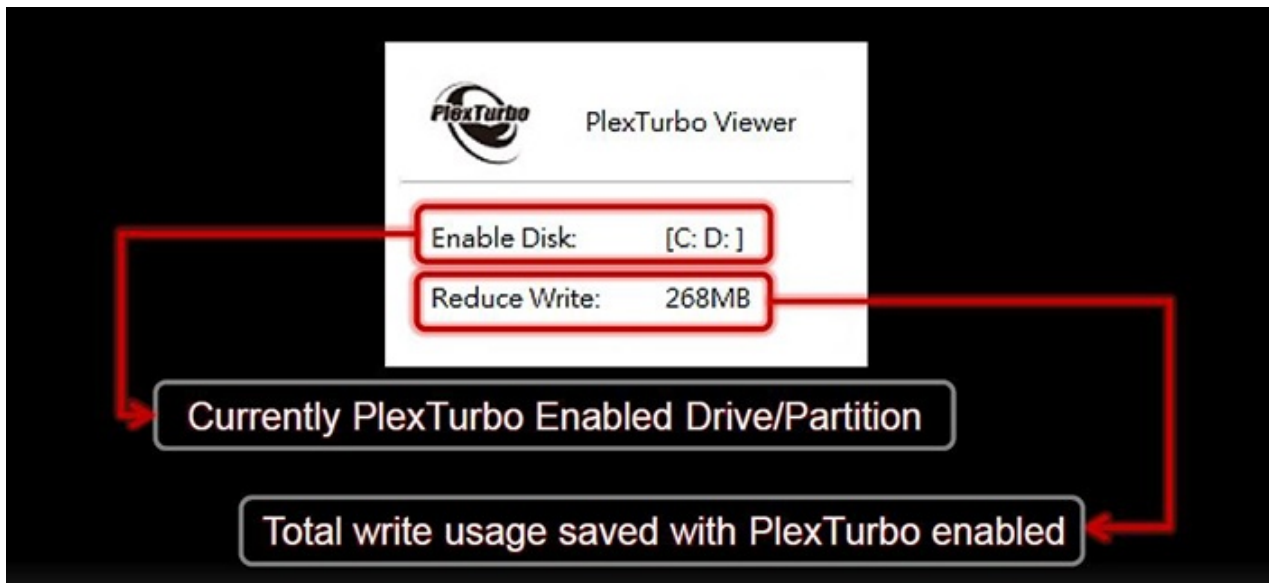 PlexTurbo
PlexTurbo Viewer
Enable Disk: [C: D: ]
Reduce Write: 268MB
Currently PlexTurbo Enabled Drive/Partition
Total write usage saved with PlexTurbo enabled